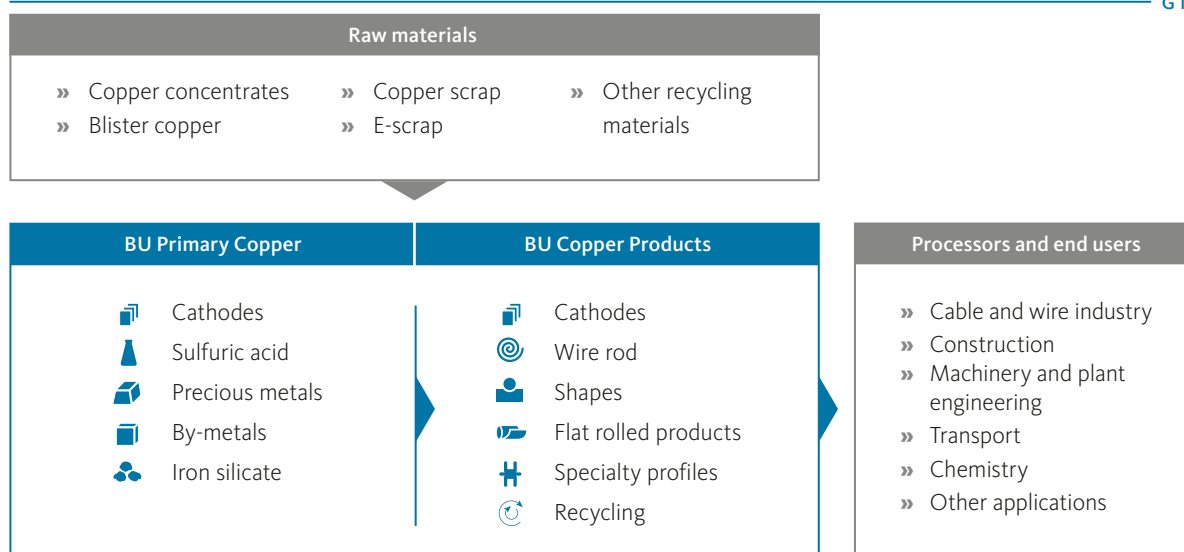 Raw materials
» Copper concentrates
» Blister copper
» Copper scrap
» E-scrap
» Other recycling
materials
BU Primary Copper
Cathodes
Sulfuric acid
Precious metals
By-metals
Iron silicate
BU Copper Products
Cathodes
Wire rod
Shapes
Flat rolled products
Specialty profiles
Recycling
Processors and end users
» Cable and wire industry
» Construction
» Machinery and plant
engineering
» Transport
» Chemistry
» Other applications